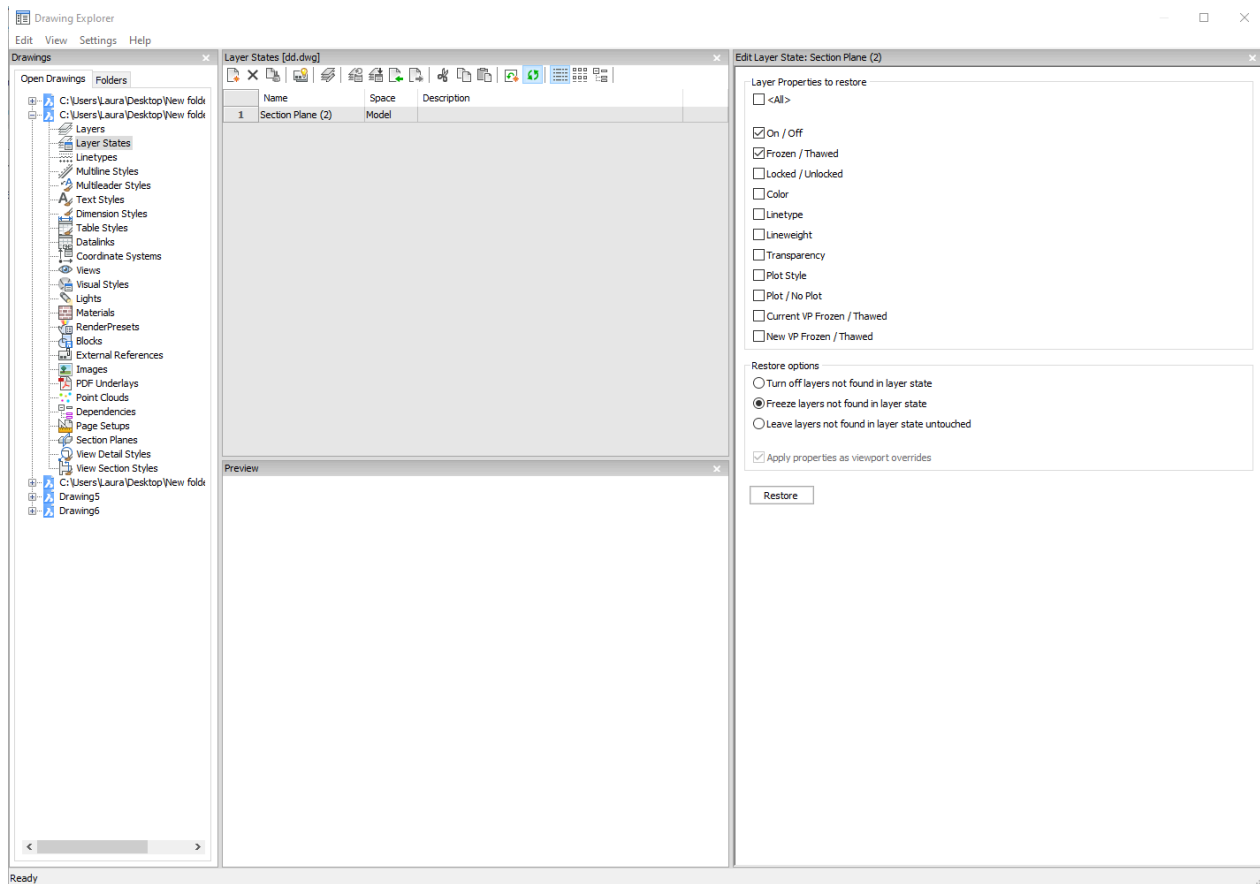 Drawing Explorer
Edit View Settings Help
Drawings
Open Drawings Folders
C:\Users\Laura\Desktop\New folde
C:\Users\Laura\Desktop\New folde
Layers
Layer States
Linetypes
Multiline Styles
Multileader Styles
Text Styles
Dimension Styles
Table Styles
Datalinks
Coordinate Systems
Views
Visual Styles
Lights
Materials
RenderPresets
Blocks
External References
Images
PDF Underlays
Point Clouds
Dependencies
Page Setups
Section Planes
View Detail Styles
View Section Styles
C:\Users\Laura\Desktop\New folde
Drawing5
Drawing6
Layer States [dd.dwg]
Name Space Description
1 Section Plane (2) Model
Preview
Edit Layer State: Section Plane (2)
Layer Properties to restore
<All>
On / Off
Frozen / Thawed
Locked / Unlocked
Color
Linetype
Lineweight
Transparency
Plot Style
Plot / No Plot
Current VP Frozen / Thawed
New VP Frozen / Thawed
Restore options
Turn off layers not found in layer state
Freeze layers not found in layer state
Leave layers not found in layer state untouched
Apply properties as viewport overrides
Restore
Ready